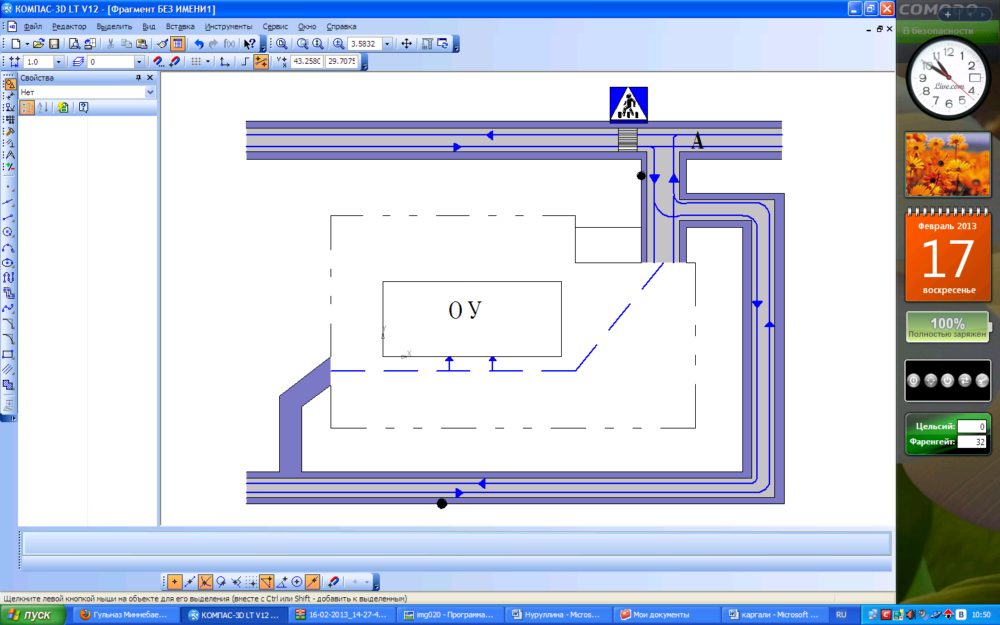 КОМПАС-3D LT V12 - [Фрагмент БЕЗ ИМЕНИ1]
COMODO
Файл Редактор Выделить Вид Вставка Инструменты Сервис Окно Справка
В безопасности
f(x) 3.5832
1.0 0 43.2580 29.7075
Свойства
Нет
A
О У
Y
X
11 12 1
10 2
9
8 4
7 6 5
Live.com
Февраль 2013
17
воскресенье
100%
Полностью заряжен
Цельсий: 0
Фаренгейт: 32
Щелкните левой кнопкой мыши на объекте для его выделения (вместе с Ctrl или Shift - добавить к выделенным)
пуск
Гульназ Миннебае...
КОМПАС-3D LT V12 ...
16-02-2013_14-27-4...
img020 - Программа...
Нуруллина - Micros...
Мои документы
каргали - Microsoft ...
RU
10:50